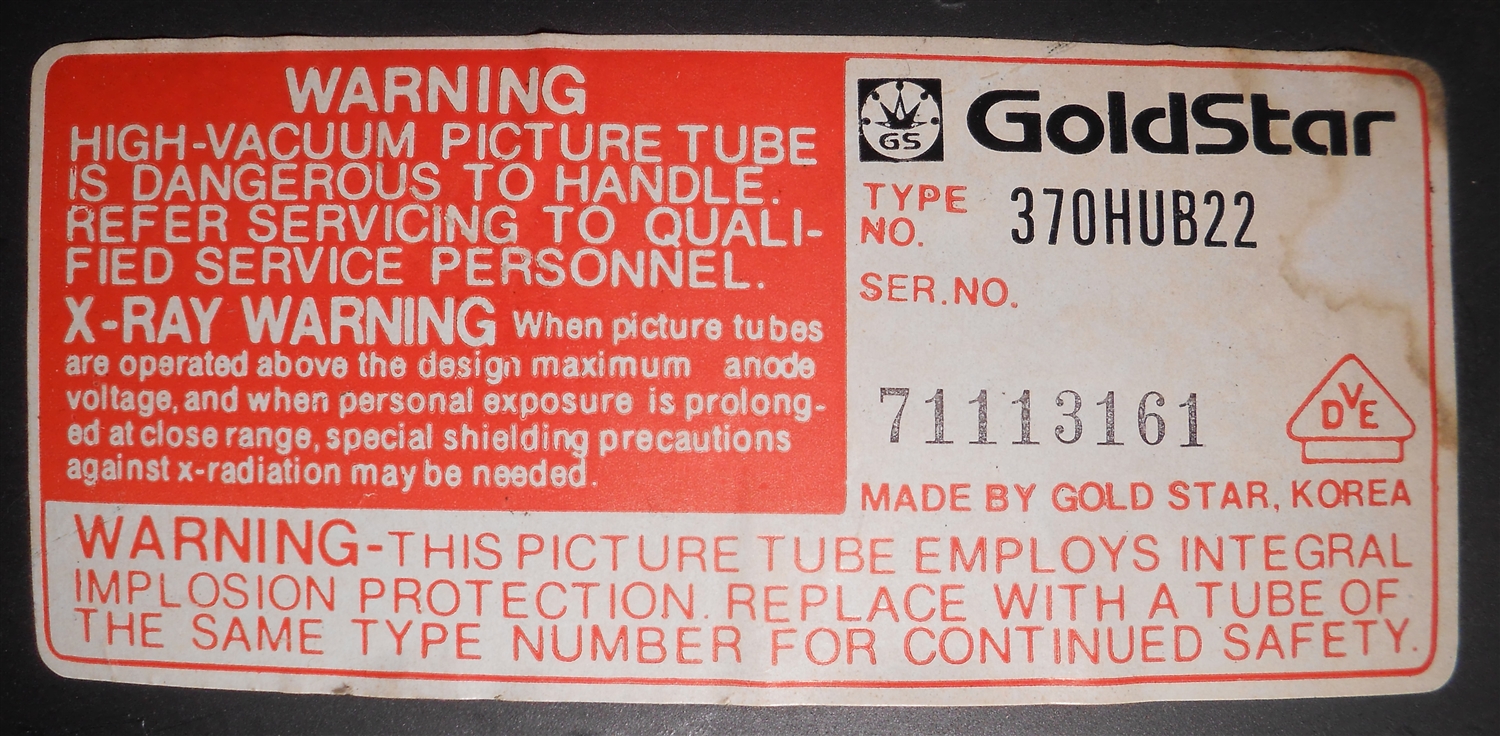 WARNING
HIGH-VACUUM PICTURE TUBE
IS DANGEROUS TO HANDLE.
REFER SERVICING TO QUALI-
FIED SERVICE PERSONNEL.
X-RAY WARNING When picture tubes
are operated above the design maximum anode
voltage, and when personal exposure is prolong-
ed at close range, special shielding precautions
against x-radiation may be needed.
GS GoldStar
TYPE
NO. 370HUB22
SER. NO.
71113161
DVE
MADE BY GOLD STAR, KOREA
WARNING-THIS PICTURE TUBE EMPLOYS INTEGRAL
IMPLOSION PROTECTION. REPLACE WITH A TUBE OF
THE SAME TYPE NUMBER FOR CONTINUED SAFETY.